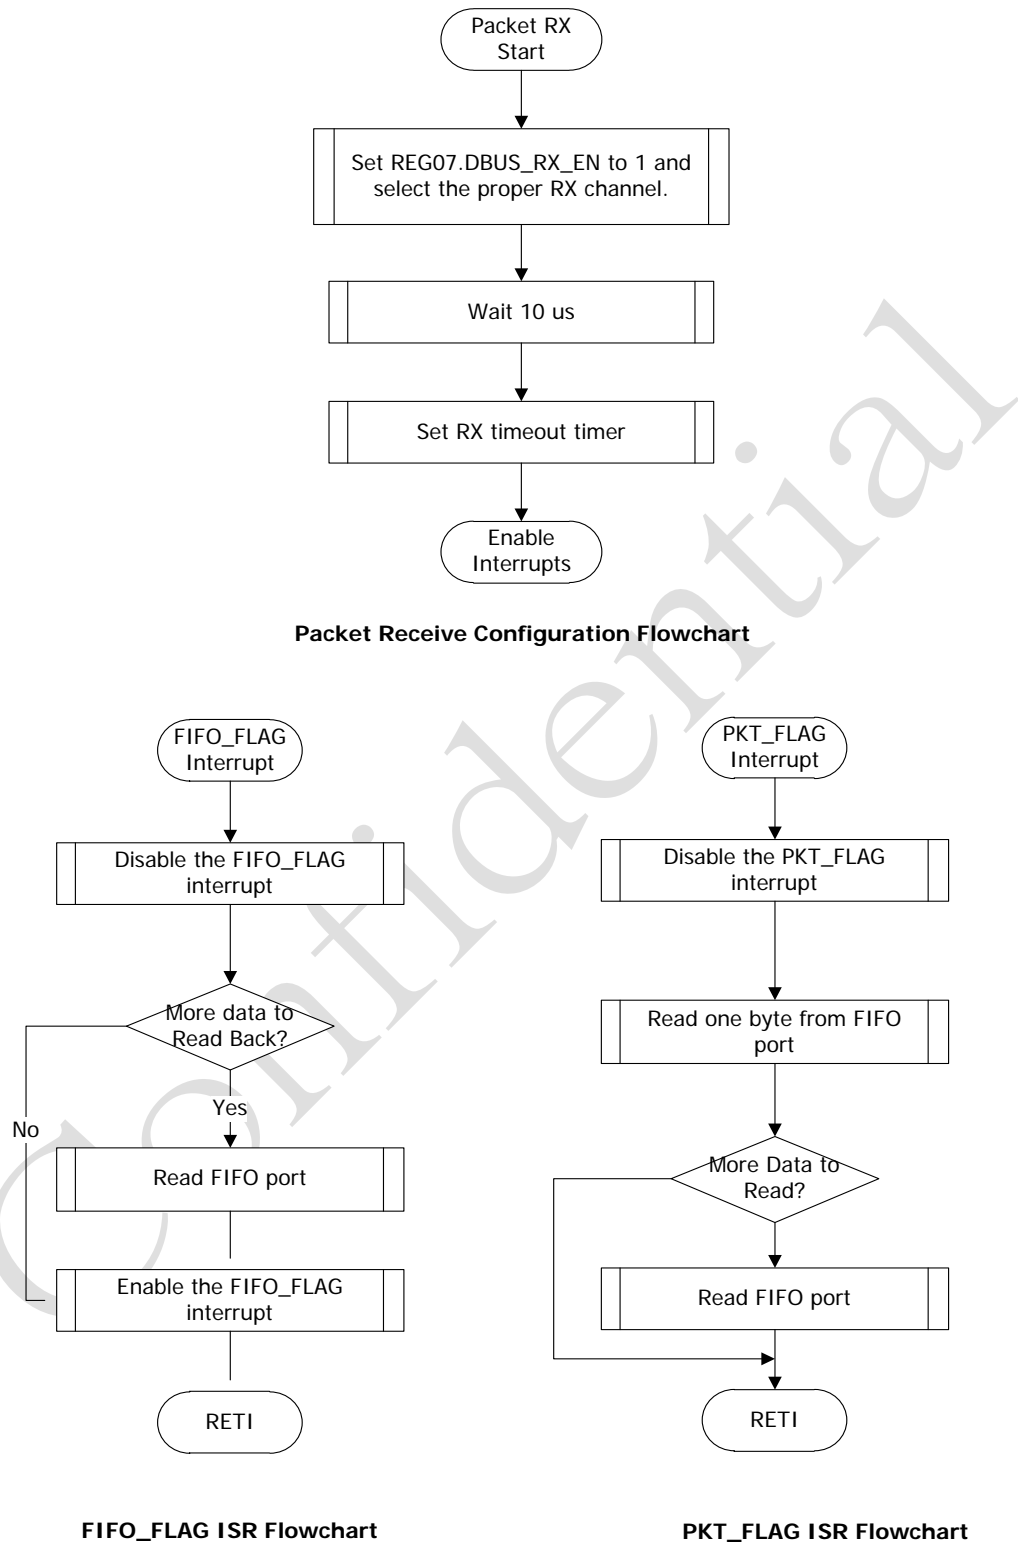 Packet RX
Start
Set REG07.DBUS_RX_EN to 1 and
select the proper RX channel.
Wait 10 us
Set RX timeout timer
Enable
Interrupts
Packet Receive Configuration Flowchart
FIFO_FLAG
Interrupt
Disable the FIFO_FLAG
interrupt
More data to
Read Back?
Yes
No
Read FIFO port
Enable the FIFO_FLAG
interrupt
RETI
FIFO_FLAG ISR Flowchart
PKT_FLAG
Interrupt
Disable the PKT_FLAG
interrupt
Read one byte from FIFO
port
More Data to
Read?
Read FIFO port
RETI
PKT_FLAG ISR Flowchart
Confidential